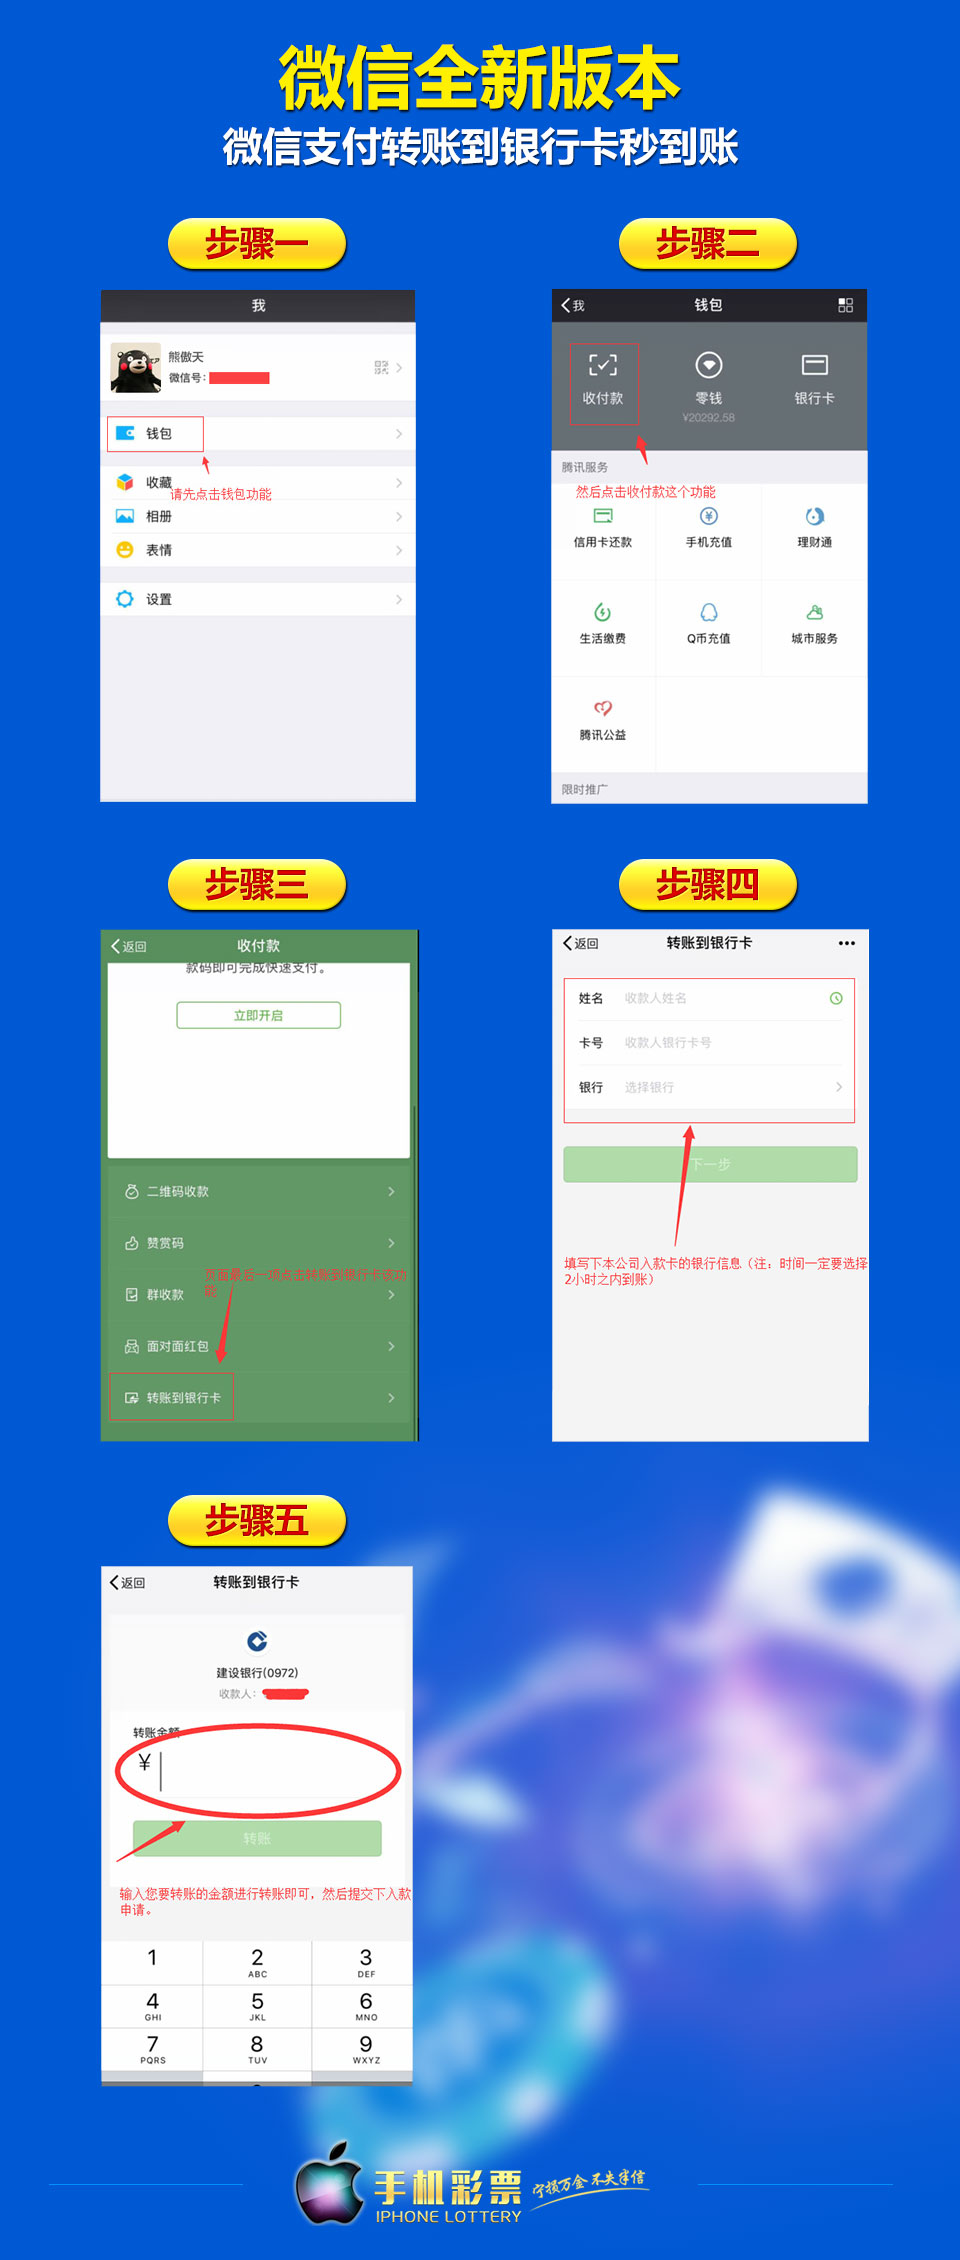 微信全新版本
微信支付转账到银行卡秒到账
步骤一
步骤二
我
熊傲天
微信号：
钱包
收藏
请先点击钱包功能
相册
表情
设置
我
钱包
收付款
零钱
¥20292.58
银行卡
腾讯服务
然后点击收付款这个功能
信用卡还款
手机充值
理财通
生活缴费
Q币充值
城市服务
腾讯公益
限时推广
步骤三
步骤四
返回
收付款
款码即可完成快速支付。
立即开启
二维码收款
赞赏码
页面最后一项点击转账到银行卡该功
能
群收款
面对面红包
转账到银行卡
返回
转账到银行卡
姓名
收款人姓名
卡号
收款人银行卡号
银行
选择银行
下一步
填写下本公司入款卡的银行信息（注：时间一定要选择
2小时之内到账）
步骤五
返回
转账到银行卡
建设银行(0972)
收款人：
转账金额
¥
转账
输入您要转账的金额进行转账即可，然后提交下入款
申请。
1
2
ABC
3
DEF
4
GHI
5
JKL
6
MNO
7
PQRS
8
TUV
9
WXYZ
手机彩票
宁损万金 不失半信
IPHONE LOTTERY